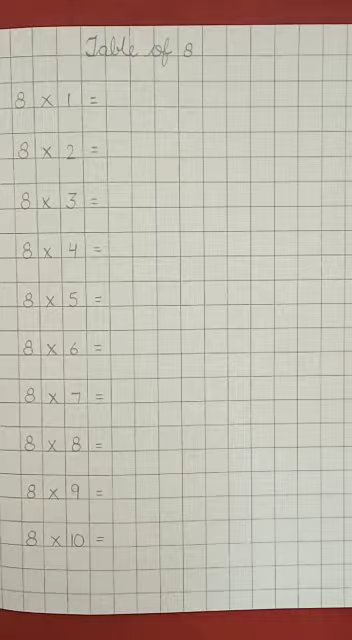 Table of 8
8 × 1 =
8 × 2 =
8 × 3 =
8 × 4 =
8 × 5 =
8 × 6 =
8 × 7 =
8 × 8 =
8 × 9 =
8 × 10 =